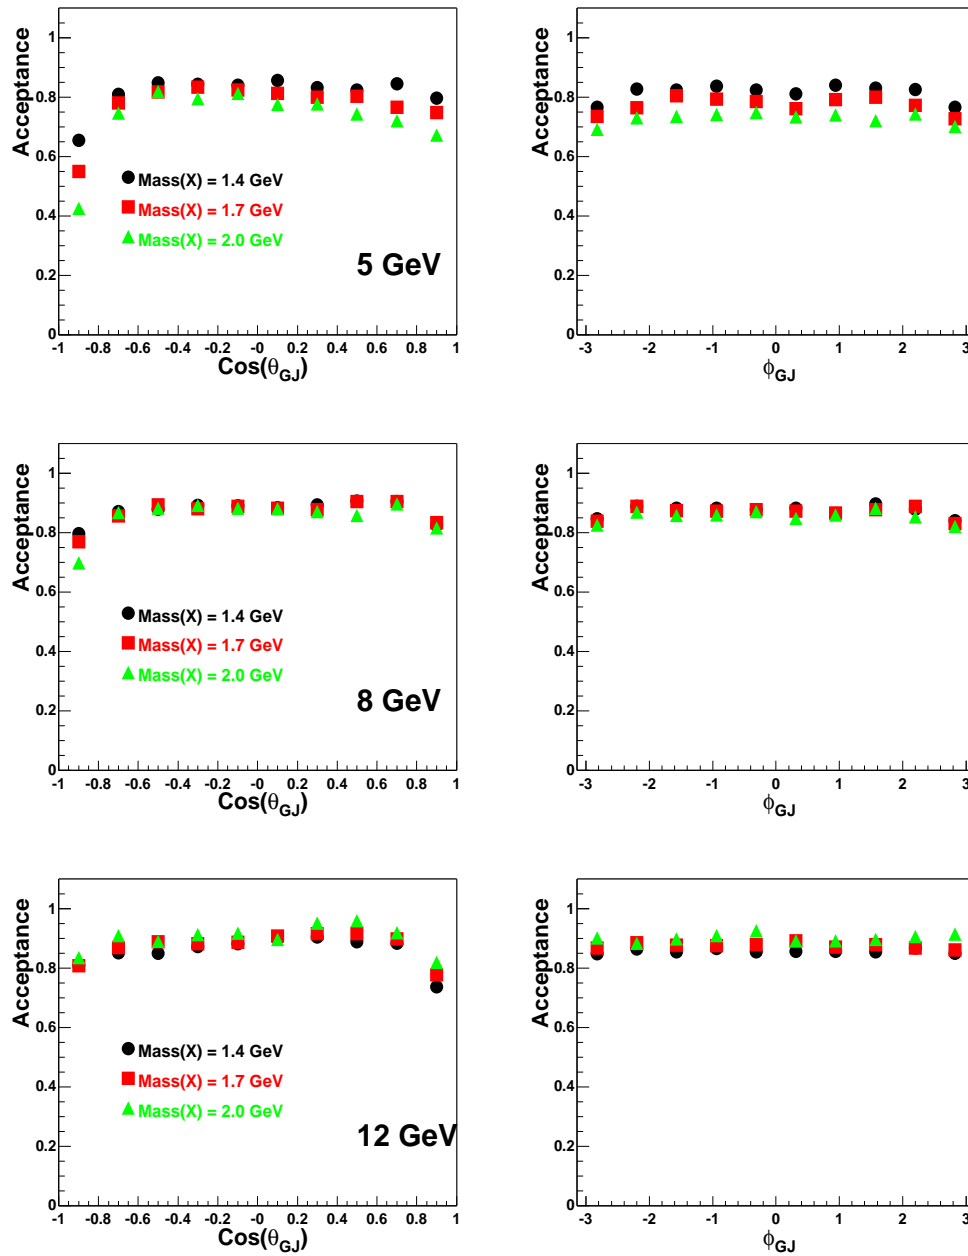 Acceptance
1
0.8
0.6
0.4
0.2
0
Mass(X) = 1.4 GeV
Mass(X) = 1.7 GeV
Mass(X) = 2.0 GeV
5 GeV
-1 -0.8 -0.6 -0.4 -0.2 -0 0.2 0.4 0.6 0.8 1
Cos(θGJ)
Acceptance
1
0.8
0.6
0.4
0.2
0
-3 -2 -1 0 1 2 3
ϕGJ
Acceptance
1
0.8
0.6
0.4
0.2
0
Mass(X) = 1.4 GeV
Mass(X) = 1.7 GeV
Mass(X) = 2.0 GeV
8 GeV
-1 -0.8 -0.6 -0.4 -0.2 -0 0.2 0.4 0.6 0.8 1
Cos(θGJ)
Acceptance
1
0.8
0.6
0.4
0.2
0
-3 -2 -1 0 1 2 3
ϕGJ
Acceptance
1
0.8
0.6
0.4
0.2
0
Mass(X) = 1.4 GeV
Mass(X) = 1.7 GeV
Mass(X) = 2.0 GeV
12 GeV
-1 -0.8 -0.6 -0.4 -0.2 -0 0.2 0.4 0.6 0.8 1
Cos(θGJ)
Acceptance
1
0.8
0.6
0.4
0.2
0
-3 -2 -1 0 1 2 3
ϕGJ